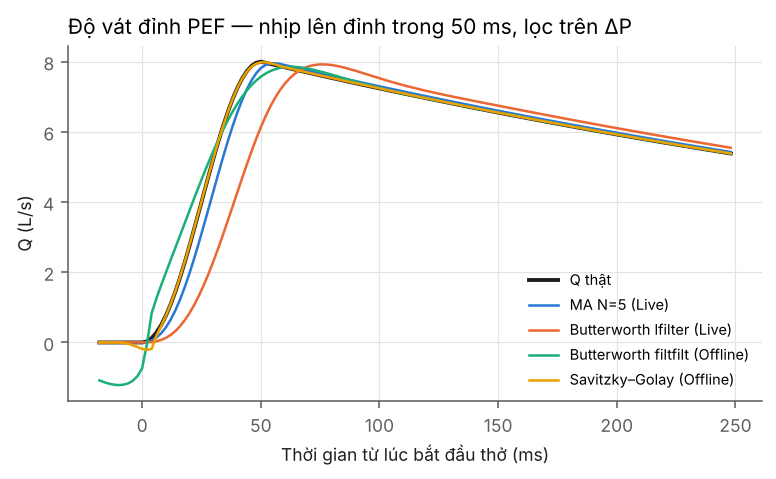 Độ vát đỉnh PEF — nhịp lên đỉnh trong 50 ms, lọc trên ΔP
8
6
4
2
0
Q (L/s)
Q thật
MA N=5 (Live)
Butterworth lfilter (Live)
Butterworth filtfilt (Offline)
Savitzky–Golay (Offline)
0
50
100
150
200
250
Thời gian từ lúc bắt đầu thở (ms)